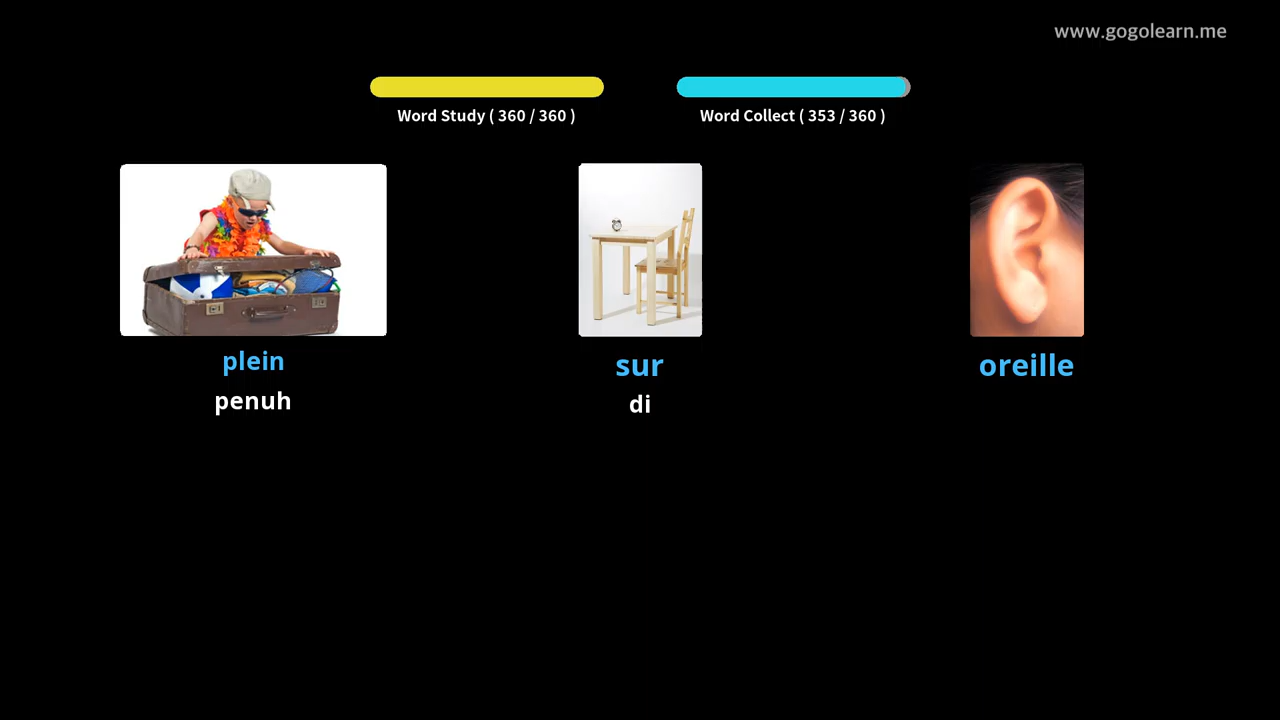 www.gogolearn.me
Word Study ( 360 / 360 )
Word Collect ( 353 / 360 )
plein
sur
oreille
penuh
di